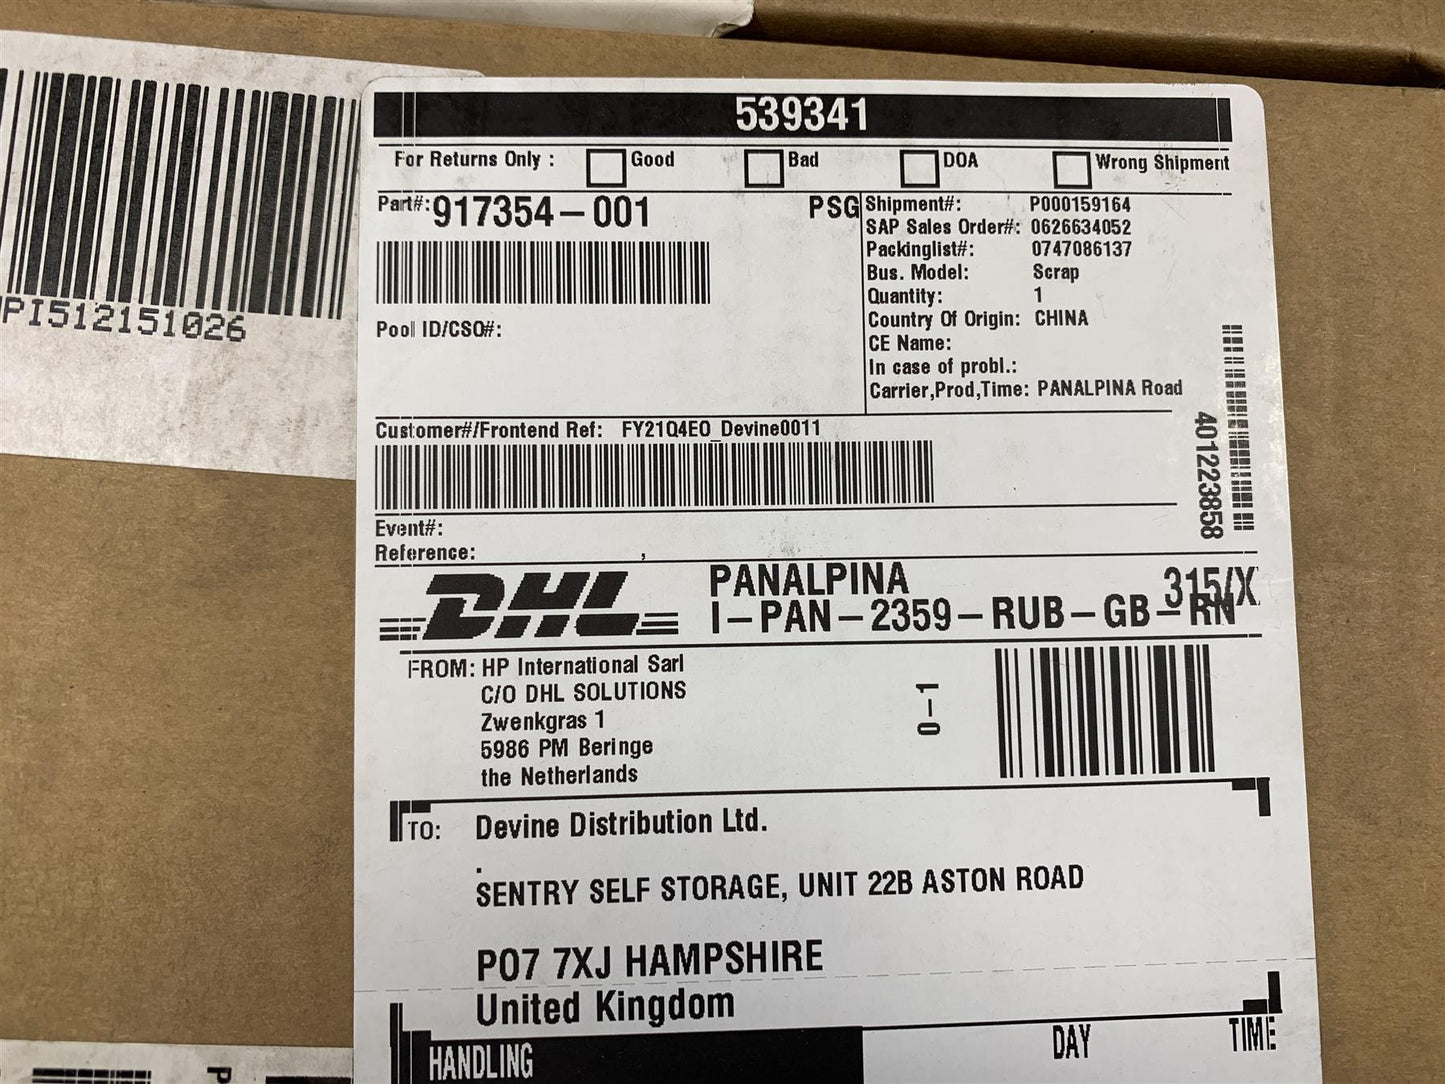 PI512151026
539341
For Returns Only : Good Bad DOA Wrong Shipment
Part#: 917354-001 PSG
Pool ID/CSO#:
Shipment#: P000159164
SAP Sales Order#: 0626634052
Packinglist#: 0747086137
Bus. Model: Scrap
Quantity: 1
Country Of Origin: CHINA
CE Name:
In case of probl.:
Carrier,Prod,Time: PANALPINA Road
Customer#/Frontend Ref: FY21Q4EO_Devine0011
401223858
Event#:
Reference: ,
DHL
PANALPINA
315/X
I-PAN-2359-RUB-GB-RN
FROM: HP International Sarl
C/O DHL SOLUTIONS
Zwenkgras 1
5986 PM Beringe
the Netherlands
0-1
TO: Devine Distribution Ltd.
.
SENTRY SELF STORAGE, UNIT 22B ASTON ROAD
PO7 7XJ HAMPSHIRE
United Kingdom
HANDLING
DAY TIME
P